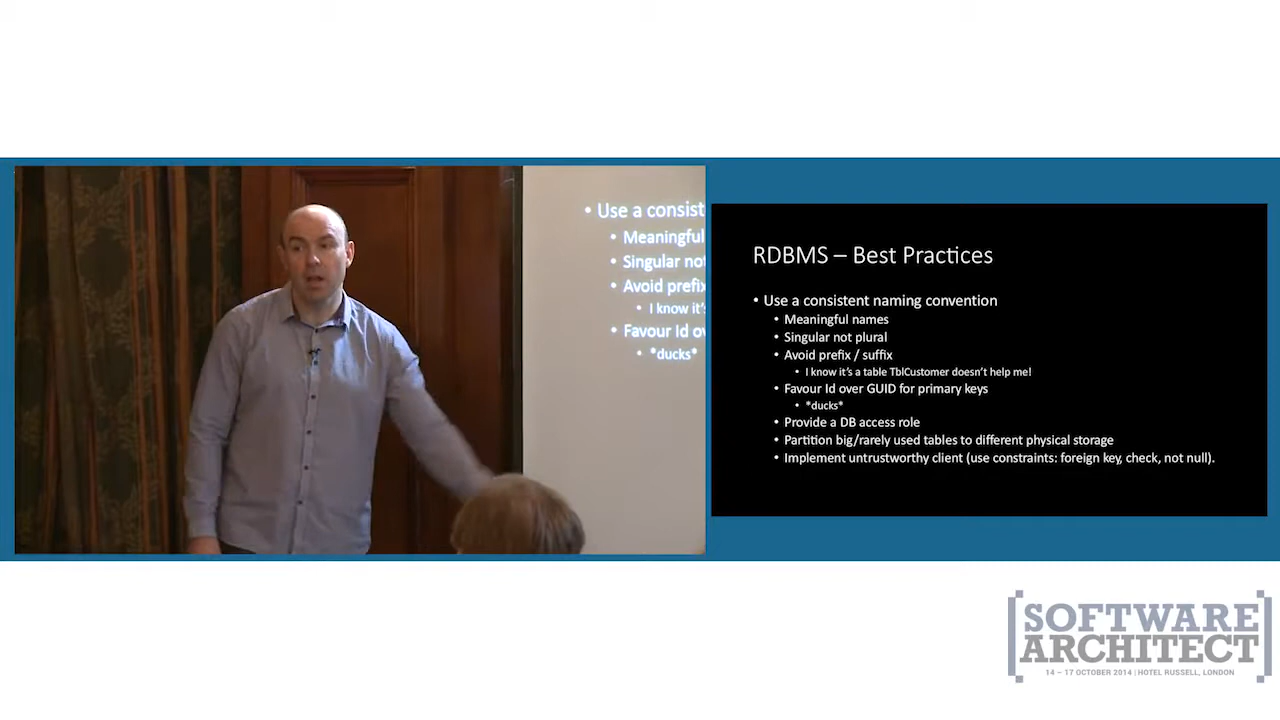 • Use a consist
• Meaningful
• Singular not
• Avoid prefix
• I know it's
• Favour Id ov
• *ducks*
RDBMS – Best Practices
• Use a consistent naming convention
• Meaningful names
• Singular not plural
• Avoid prefix / suffix
• I know it's a table TblCustomer doesn't help me!
• Favour Id over GUID for primary keys
• *ducks*
• Provide a DB access role
• Partition big/rarely used tables to different physical storage
• Implement untrustworthy client (use constraints: foreign key, check, not null).
[SOFTWARE
ARCHITECT]
14 – 17 OCTOBER 2014 | HOTEL RUSSELL, LONDON